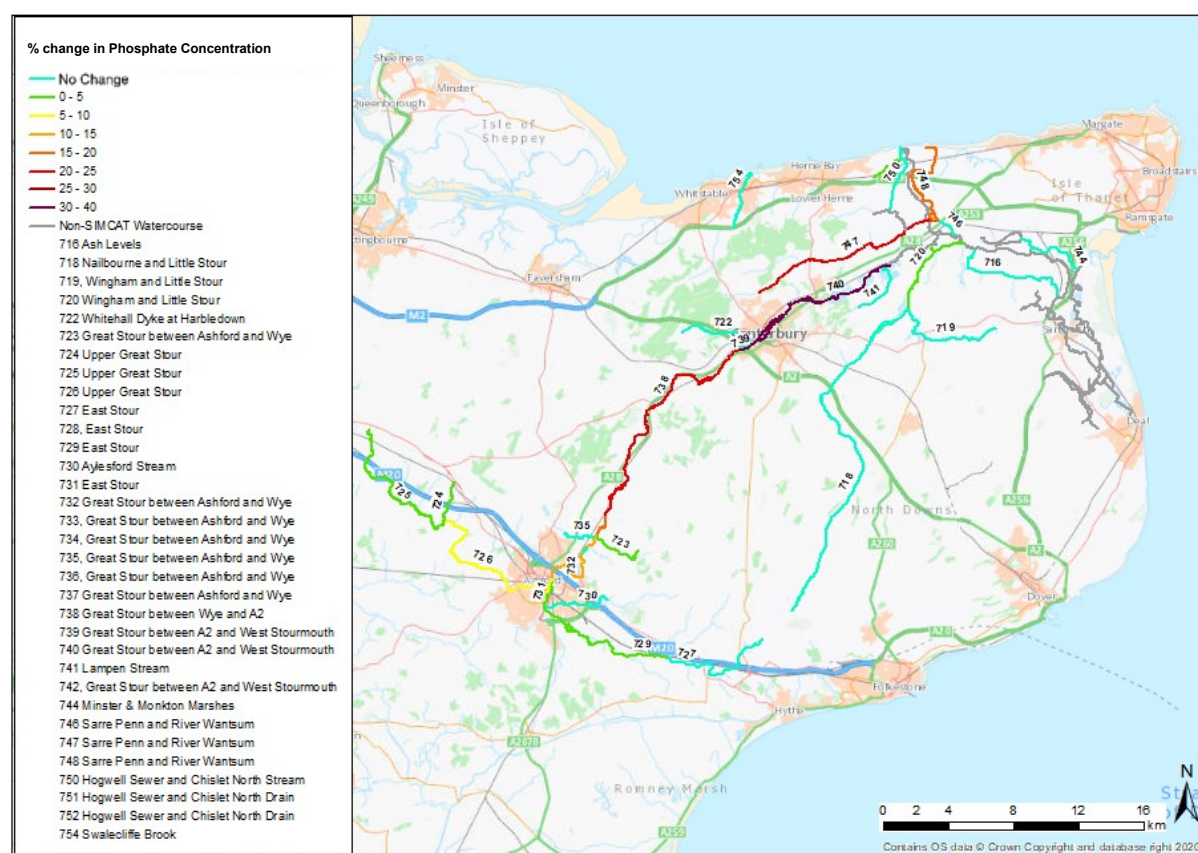 % change in Phosphate Concentration
No Change
0 - 5
5 - 10
10 - 15
15 - 20
20 - 25
25 - 30
30 - 40
Non-SIMCAT Watercourse
716 Ash Levels
718 Nailbourne and Little Stour
719, Wingham and Little Stour
720 Wingham and Little Stour
722 Whitehall Dyke at Harbledown
723 Great Stour between Ashford and Wye
724 Upper Great Stour
725 Upper Great Stour
726 Upper Great Stour
727 East Stour
728, East Stour
729 East Stour
730 Aylesford Stream
731 East Stour
732 Great Stour between Ashford and Wye
733, Great Stour between Ashford and Wye
734, Great Stour between Ashford and Wye
735, Great Stour between Ashford and Wye
736, Great Stour between Ashford and Wye
737 Great Stour between Ashford and Wye
738 Great Stour between Wye and A2
739 Great Stour between A2 and West Stourmouth
740 Great Stour between A2 and West Stourmouth
741 Lampen Stream
742, Great Stour between A2 and West Stourmouth
744 Minster & Monkton Marshes
746 Sarre Penn and River Wantsum
747 Sarre Penn and River Wantsum
748 Sarre Penn and River Wantsum
750 Hogwell Sewer and Chislet North Stream
751 Hogwell Sewer and Chislet North Drain
752 Hogwell Sewer and Chislet North Drain
754 Swalecliffe Brook
Sheerness
Minster
Queenborough
Isle of
Sheppey
A249
ttingbourne
Faversham
M2
Whitstable
754
Herne Bay
Lower Herne
750
748
Margate
Broadstairs
Isle
of Thanet
Ramsgate
A253
746
A256
744
A28
747
720
716
740
741
722
739
terbury
719
A2
738
Deal
718
A28
M20
725
724
735
723
North Downs
A256
A260
726
732
731
730
A2
Dover
729
M20
727
A20
Folkestone
Hythe
A2070
Romney Marsh
A259
N
0 2 4 8 12 16
km
Contains OS data © Crown Copyright and database right 2020